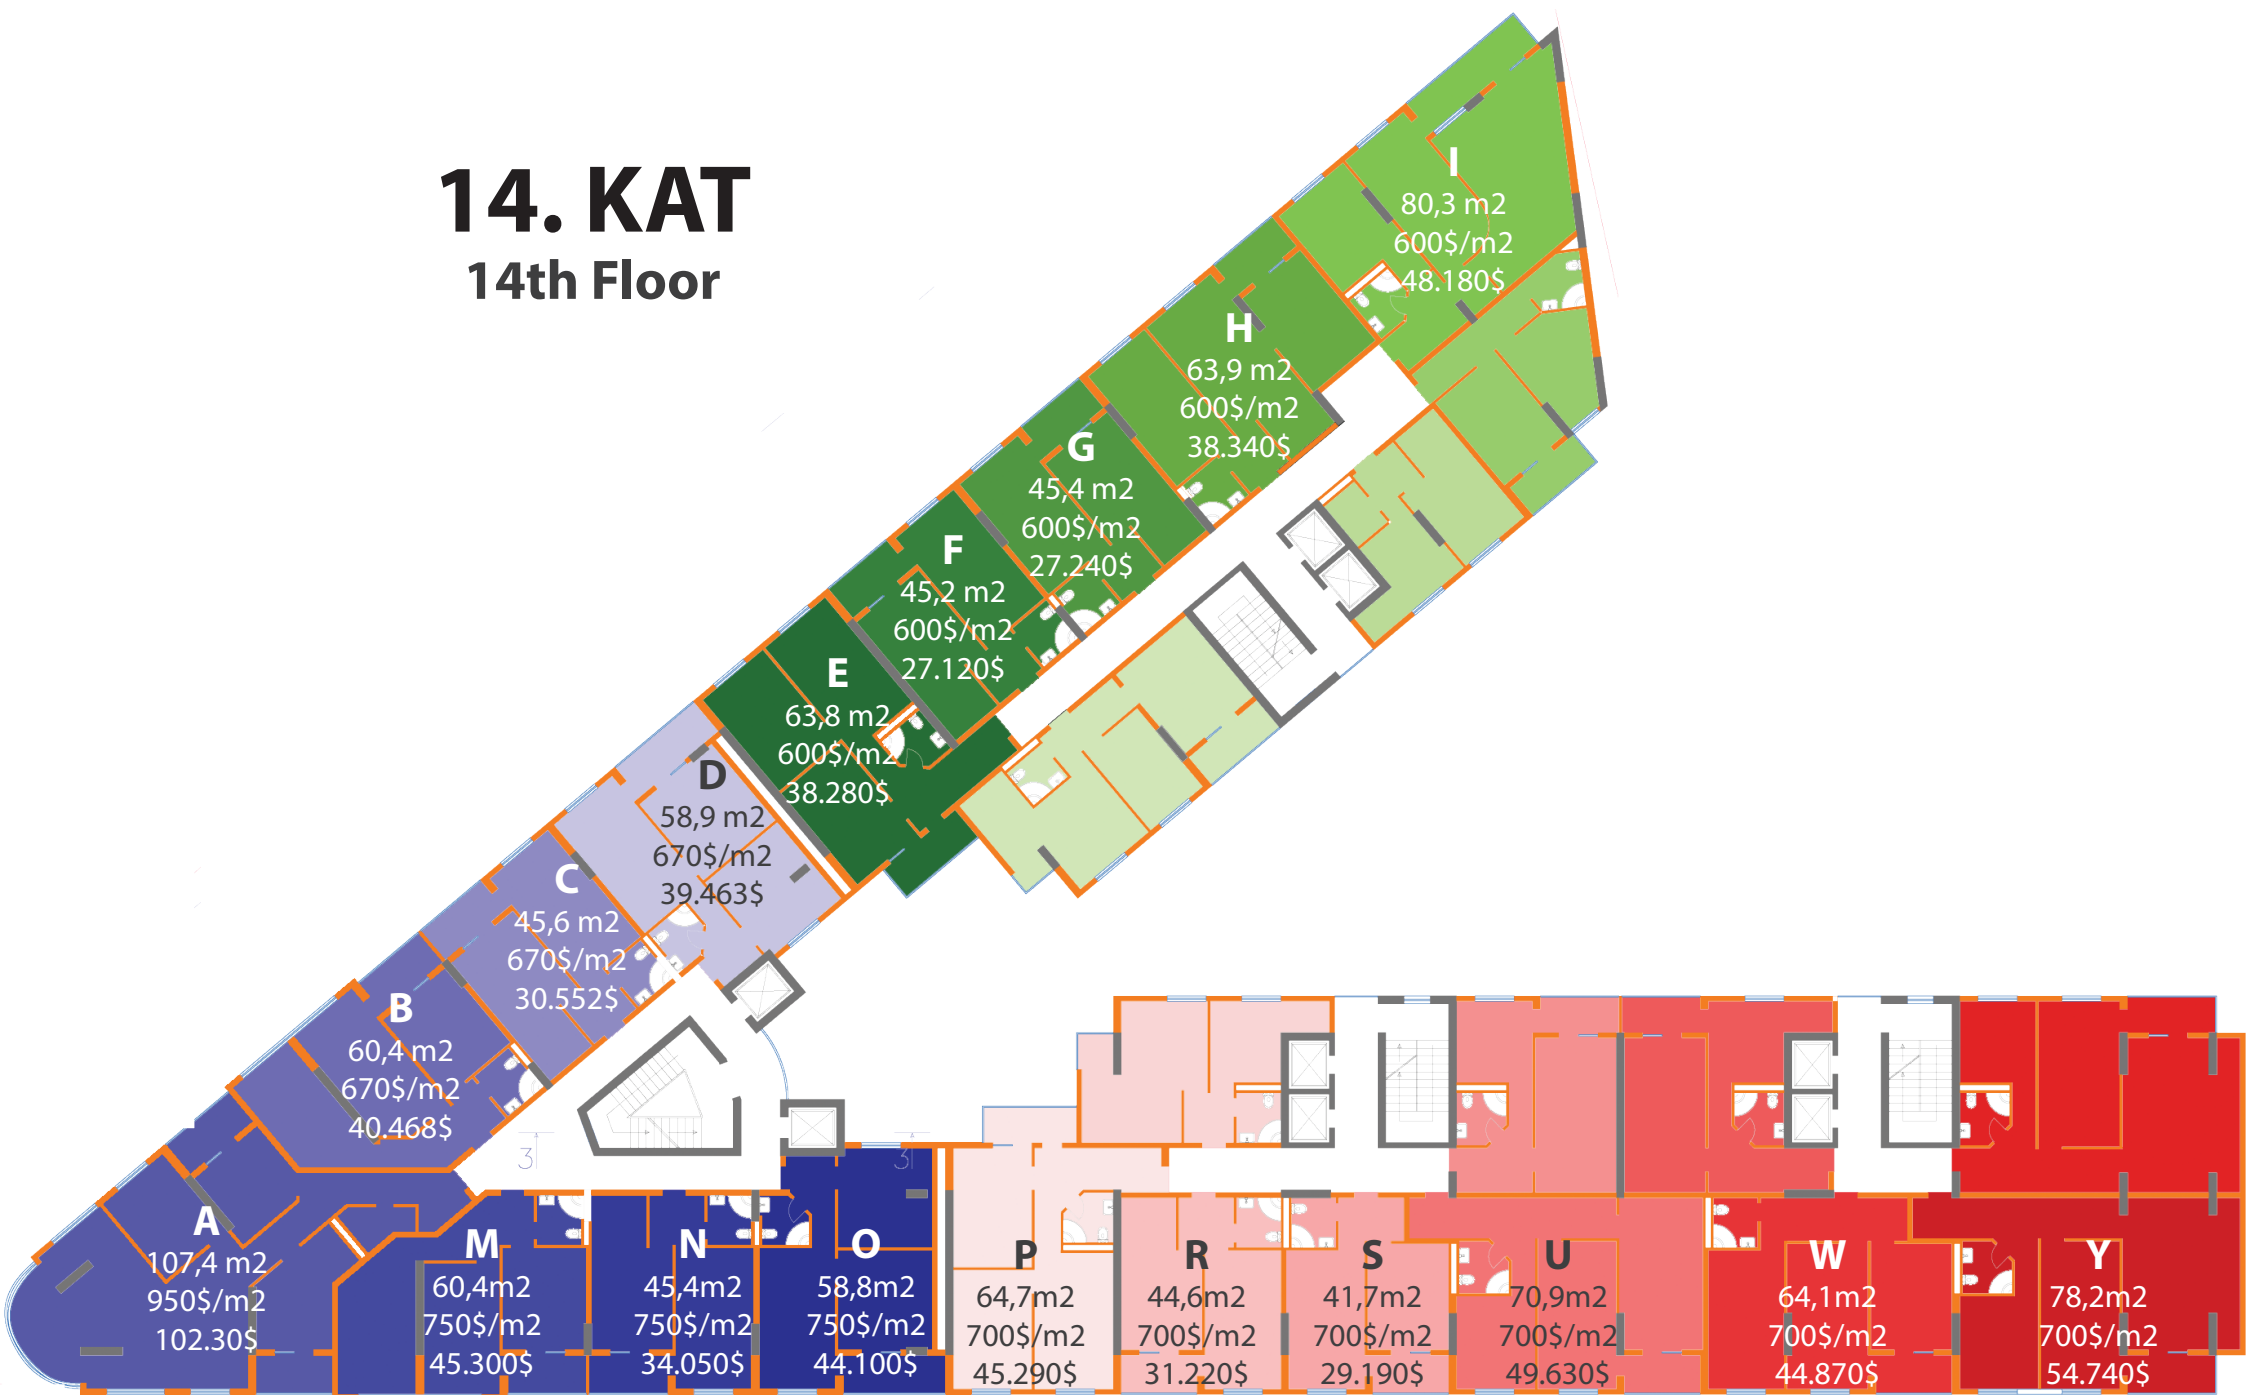 14. KAT
14th Floor
I
80,3 m2
600$/m2
48.180$
H
63,9 m2
600$/m2
38.340$
G
45,4 m2
600$/m2
27.240$
F
45,2 m2
600$/m2
27.120$
E
63,8 m2
600$/m2
38.280$
D
58,9 m2
670$/m2
39.463$
C
45,6 m2
670$/m2
30.552$
B
60,4 m2
670$/m2
40.468$
A
107,4 m2
950$/m2
102.30$
3
3
M
60,4m2
750$/m2
45.300$
N
45,4m2
750$/m2
34.050$
O
58,8m2
750$/m2
44.100$
P
64,7m2
700$/m2
45.290$
R
44,6m2
700$/m2
31.220$
S
41,7m2
700$/m2
29.190$
U
70,9m2
700$/m2
49.630$
W
64,1m2
700$/m2
44.870$
Y
78,2m2
700$/m2
54.740$